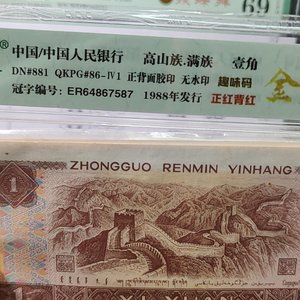 69
中国/中国人民银行 高山族.满族 壹角
DN#881 QKPG#86-Ⅳ1 正背面胶印 无水印 趣味码
冠字编号: ER64867587 1988年发行 正红背红
金
ZHONGGUO RENMIN YINHANG
1